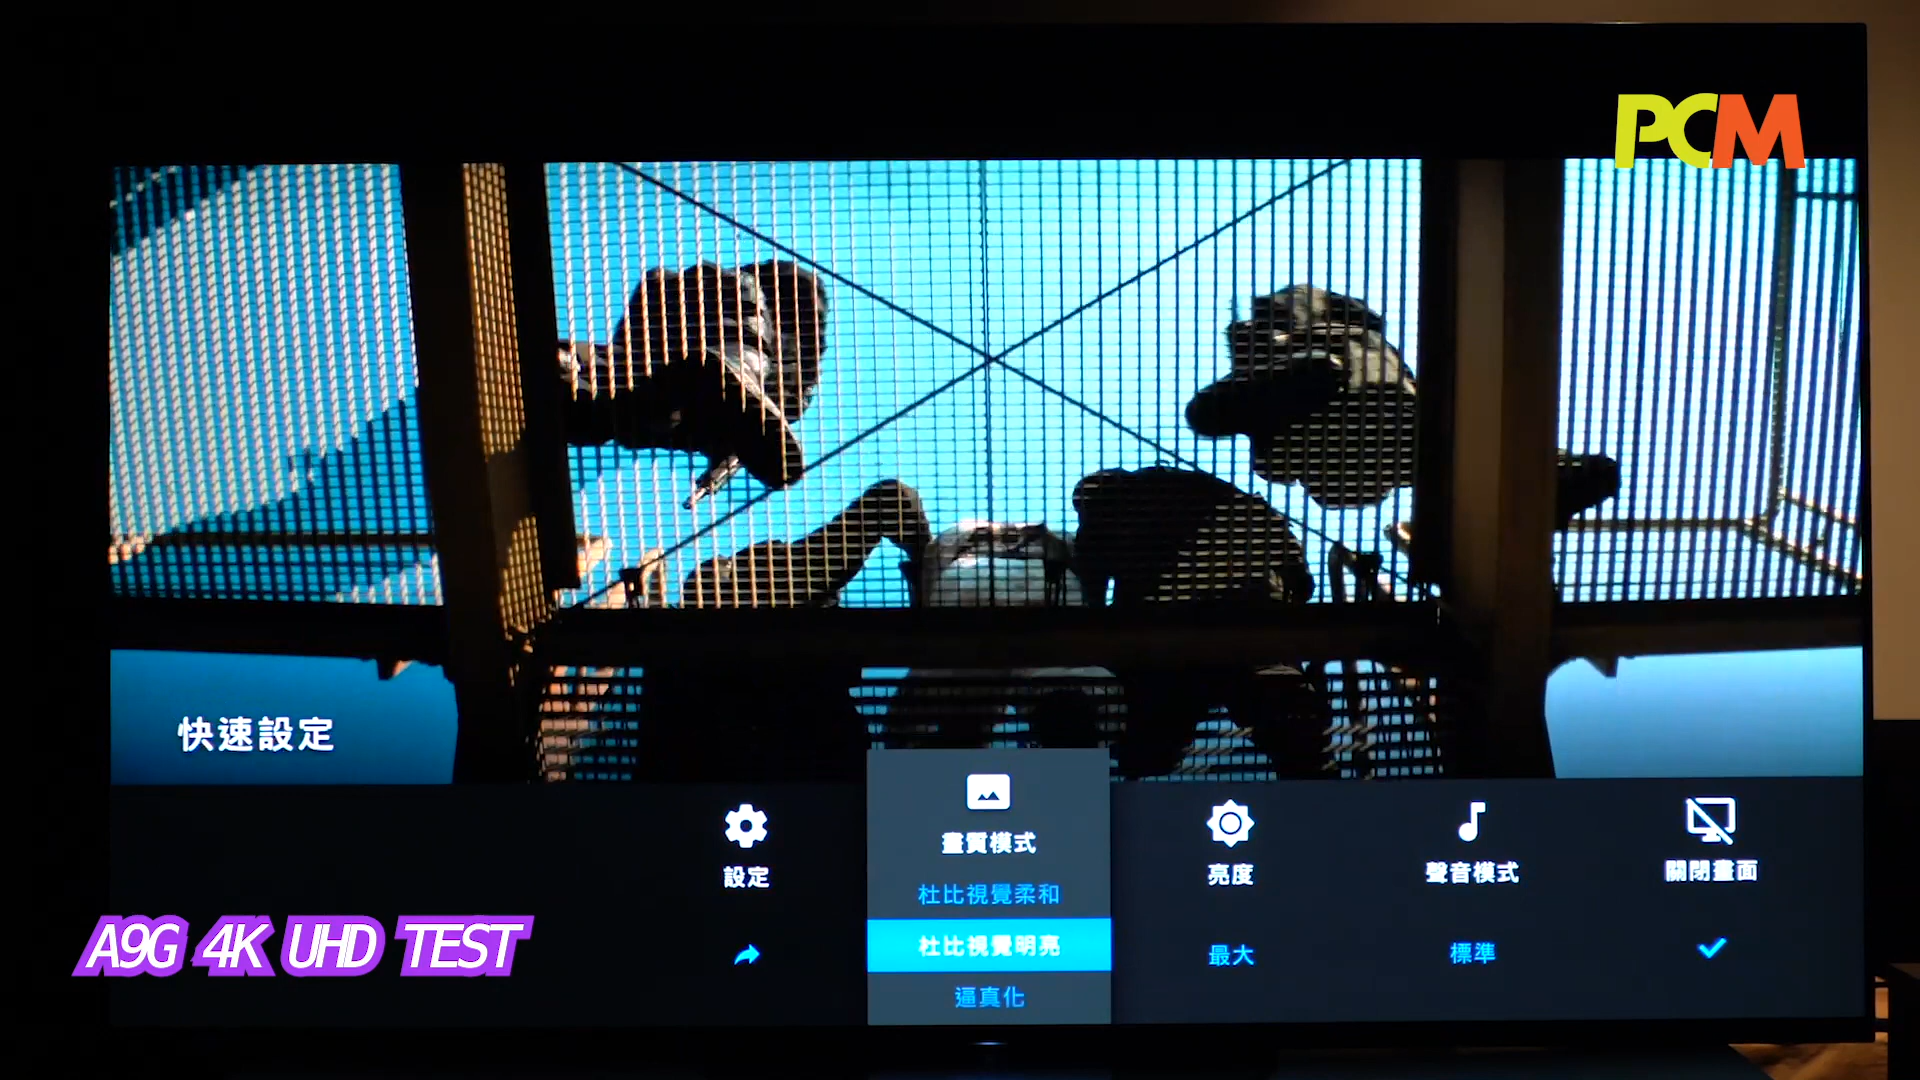 PCM
快速設定
設定
畫質模式
亮度
聲音模式
關閉畫面
杜比視覺柔和
杜比視覺明亮
最大
標準
逼真化
A9G 4K UHD TEST